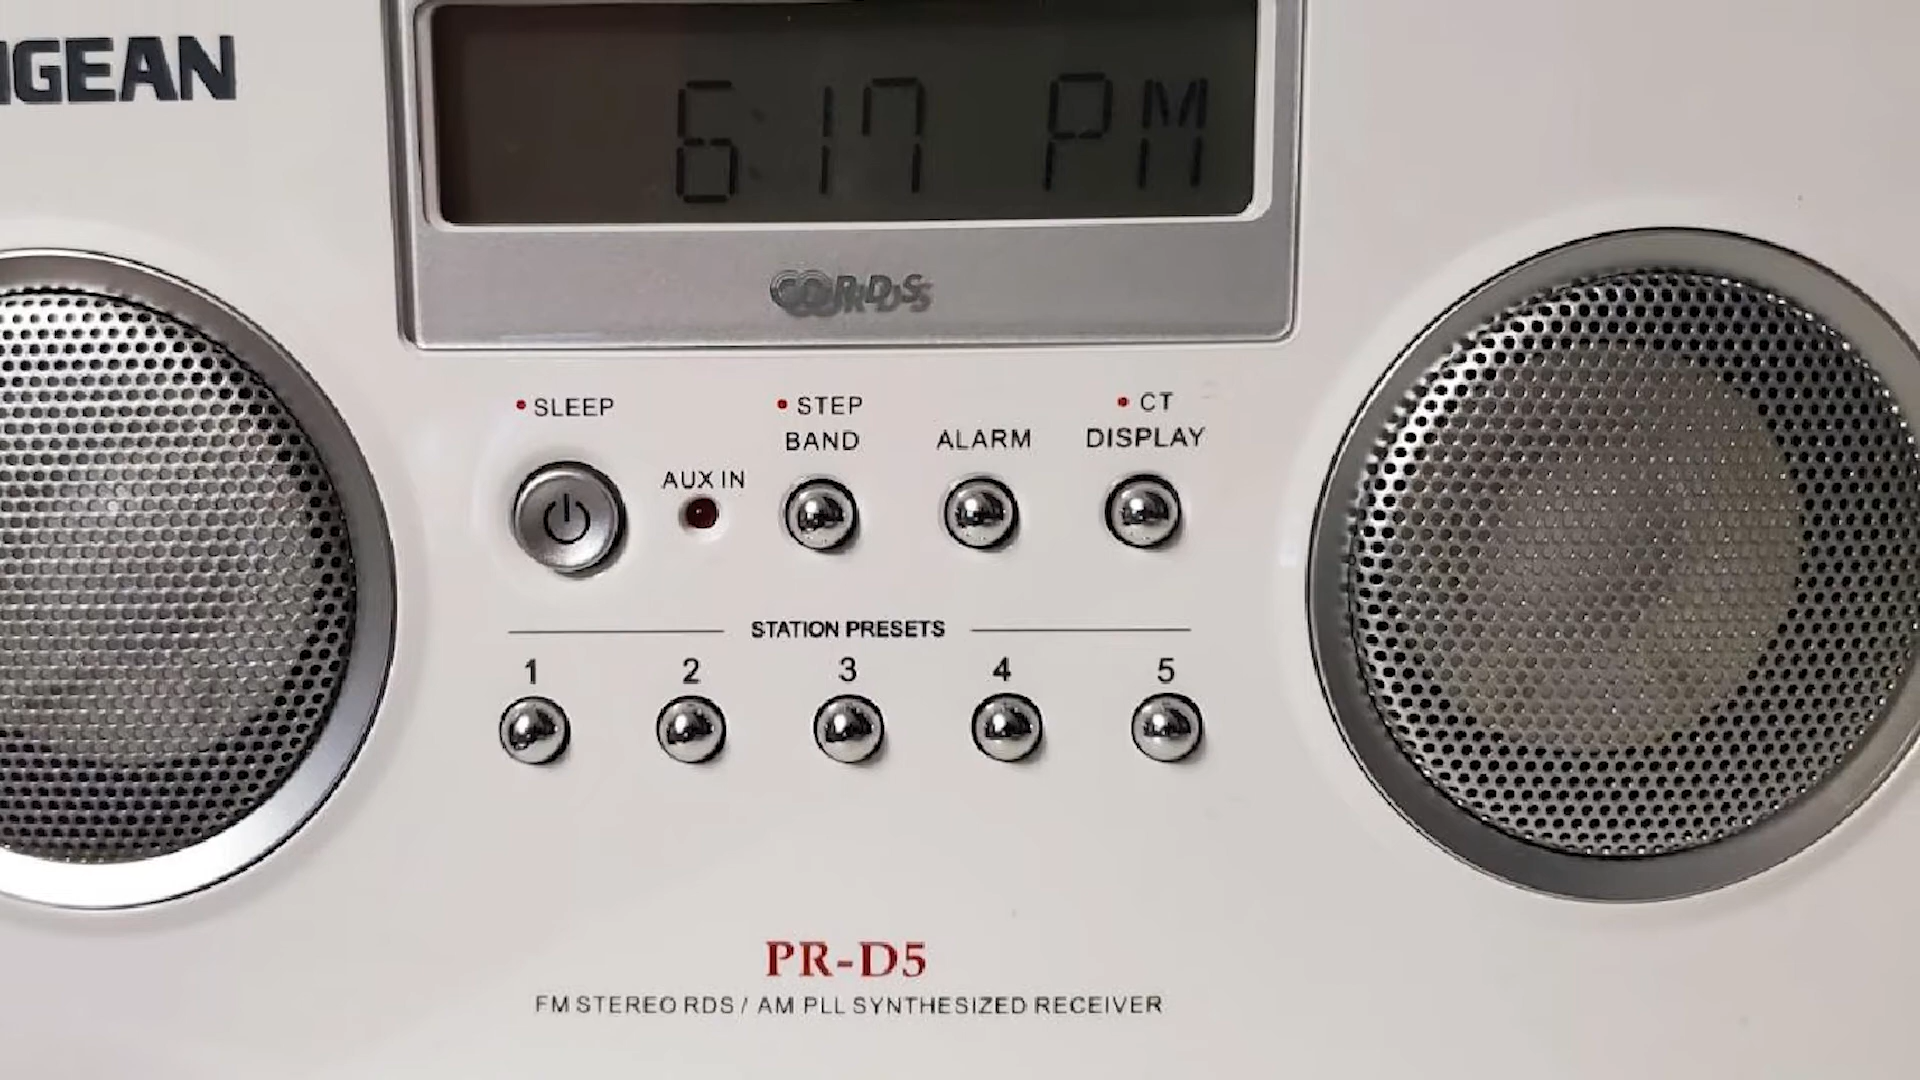 IGEAN
6:17 PM
RDS
SLEEP
STEP
BAND
ALARM
CT
DISPLAY
AUX IN
STATION PRESETS
1 2 3 4 5
PR-D5
FM STEREO RDS / AM PLL SYNTHESIZED RECEIVER